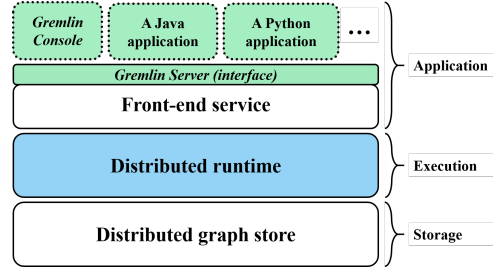 Gremlin
Console
A Java
application
A Python
application
...
Gremlin Server (interface)
Front-end service
Application
Distributed runtime
Execution
Distributed graph store
Storage